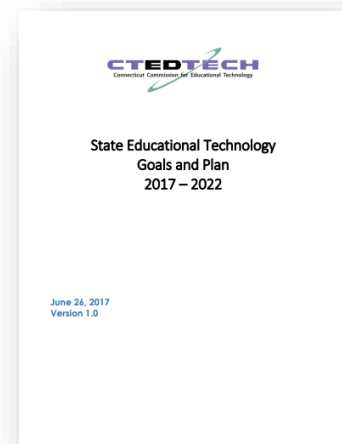 CTEDTECH
Connecticut Commission for Educational Technology
State Educational Technology
Goals and Plan
2017 – 2022
June 26, 2017
Version 1.0